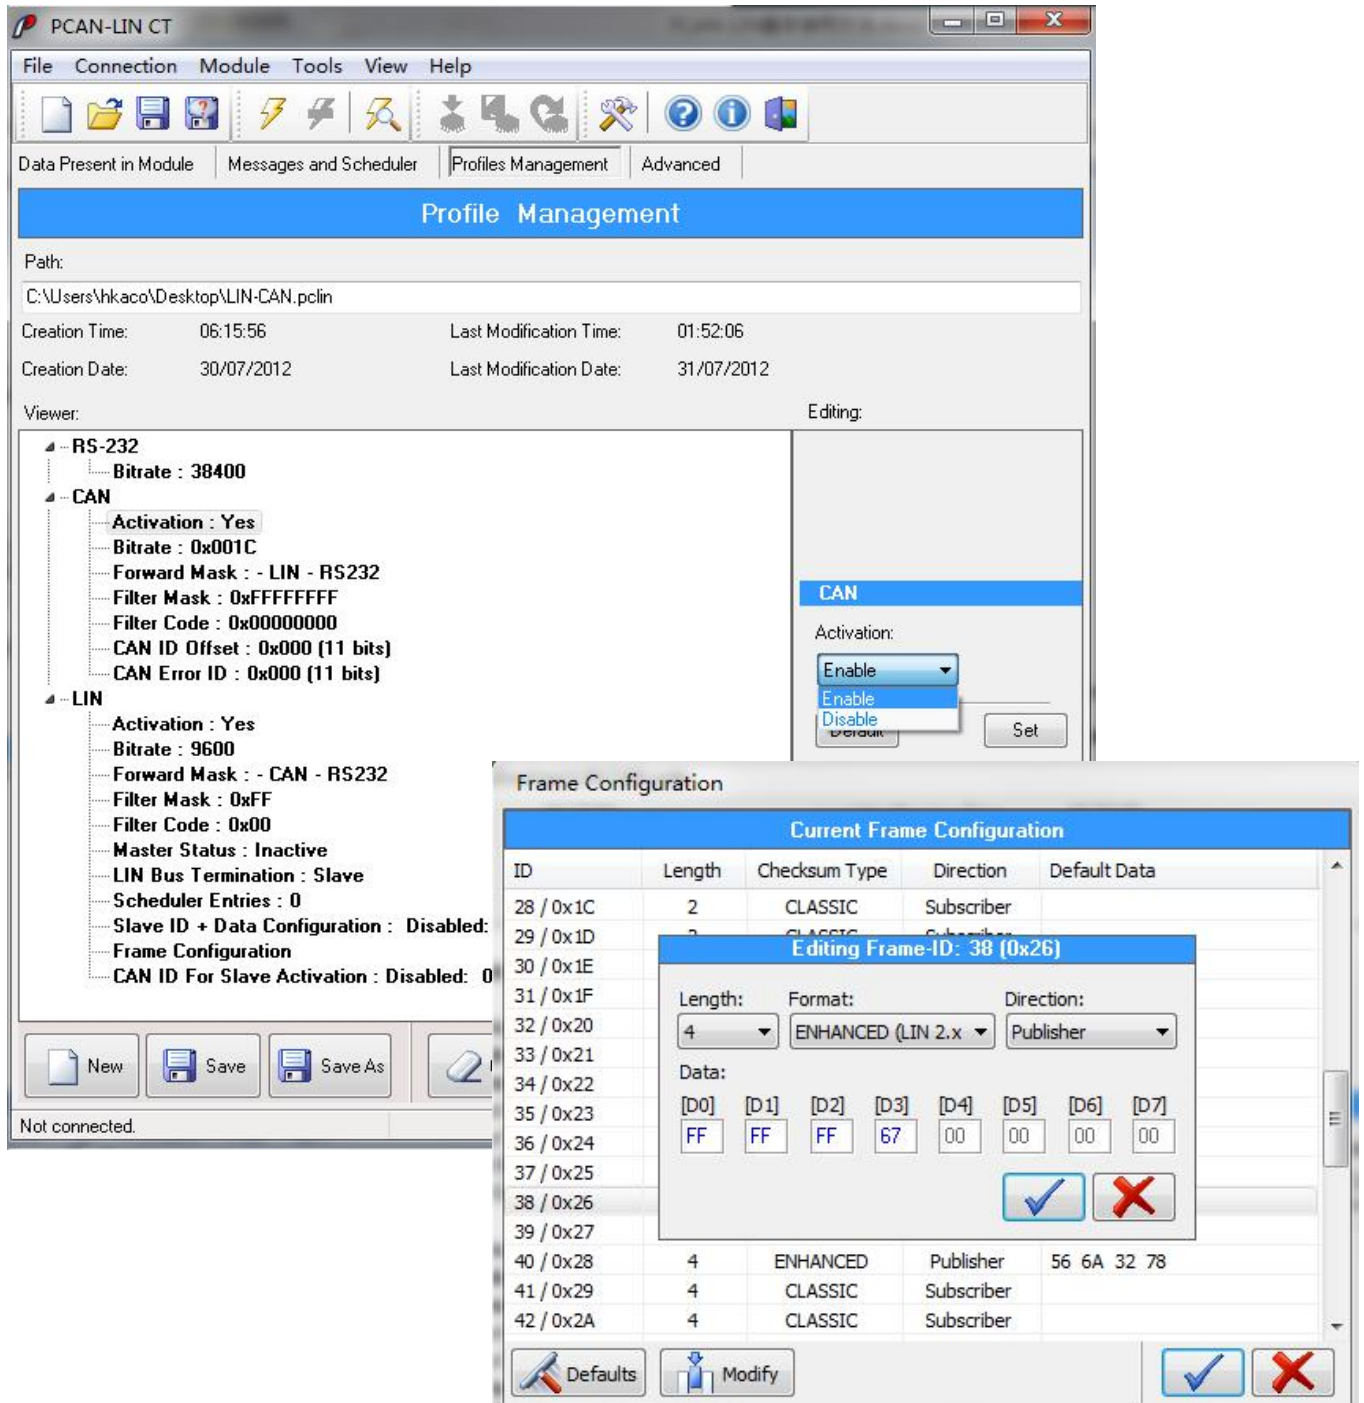 PCAN-LIN CT
File Connection Module Tools View Help
Data Present in Module Messages and Scheduler Profiles Management Advanced
Profile Management
Path:
C:\Users\hkaco\Desktop\LIN-CAN.pclin
Creation Time: 06:15:56 Last Modification Time: 01:52:06
Creation Date: 30/07/2012 Last Modification Date: 31/07/2012
Viewer: Editing:
RS-232
Bitrate : 38400
CAN
Activation : Yes
Bitrate : 0x001C
Forward Mask : - LIN - RS232
Filter Mask : 0xFFFFFFFF
Filter Code : 0x00000000
CAN ID Offset : 0x000 (11 bits)
CAN Error ID : 0x000 (11 bits)
LIN
Activation : Yes
Bitrate : 9600
Forward Mask : - CAN - RS232
Filter Mask : 0xFF
Filter Code : 0x00
Master Status : Inactive
LIN Bus Termination : Slave
Scheduler Entries : 0
Slave ID + Data Configuration : Disabled:
Frame Configuration
CAN ID For Slave Activation : Disabled: 0
CAN
Activation:
Enable
Enable
Disable
Default Set
New Save Save As
Not connected.
Frame Configuration
Current Frame Configuration
ID Length Checksum Type Direction Default Data
28 / 0x1C 2 CLASSIC Subscriber
29 / 0x1D 2 CLASSIC Subscriber
30 / 0x1E
31 / 0x1F
32 / 0x20
33 / 0x21
34 / 0x22
35 / 0x23
36 / 0x24
37 / 0x25
38 / 0x26
39 / 0x27
40 / 0x28 4 ENHANCED Publisher 56 6A 32 78
41 / 0x29 4 CLASSIC Subscriber
42 / 0x2A 4 CLASSIC Subscriber
Editing Frame-ID: 38 (0x26)
Length: Format: Direction:
4 ENHANCED (LIN 2.x Publisher
Data:
[D0] [D1] [D2] [D3] [D4] [D5] [D6] [D7]
FF FF FF 67 00 00 00 00
Defaults Modify